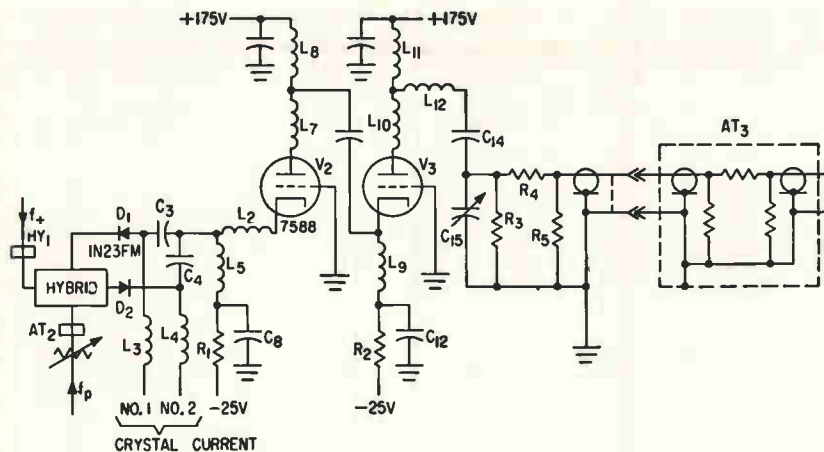 +175V
+175V
L8
L11
L12
L7
L10
AT3
V2
V3
C14
f+
D1
C3
R4
HY1
L2
7588
C15
R3
R5
1N23FM
C4
L5
L9
HYBRID
D2
AT2
L3
L4
R1
C8
R2
C12
fp
NO. 1 NO. 2 -25V
-25V
CRYSTAL CURRENT